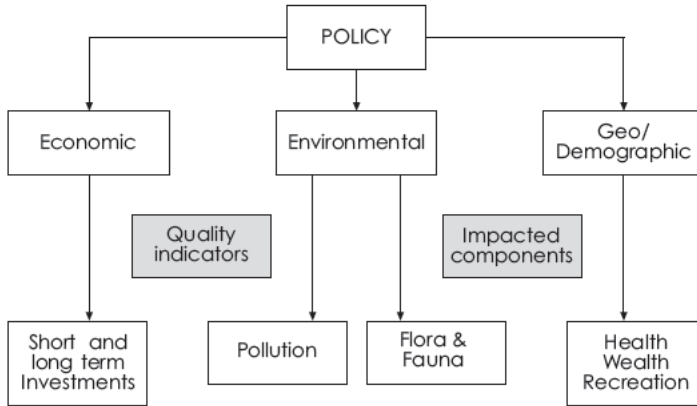 POLICY
Economic
Environmental
Geo/
Demographic
Quality
indicators
Impacted
components
Short and
long term
Investments
Pollution
Flora &
Fauna
Health
Wealth
Recreation